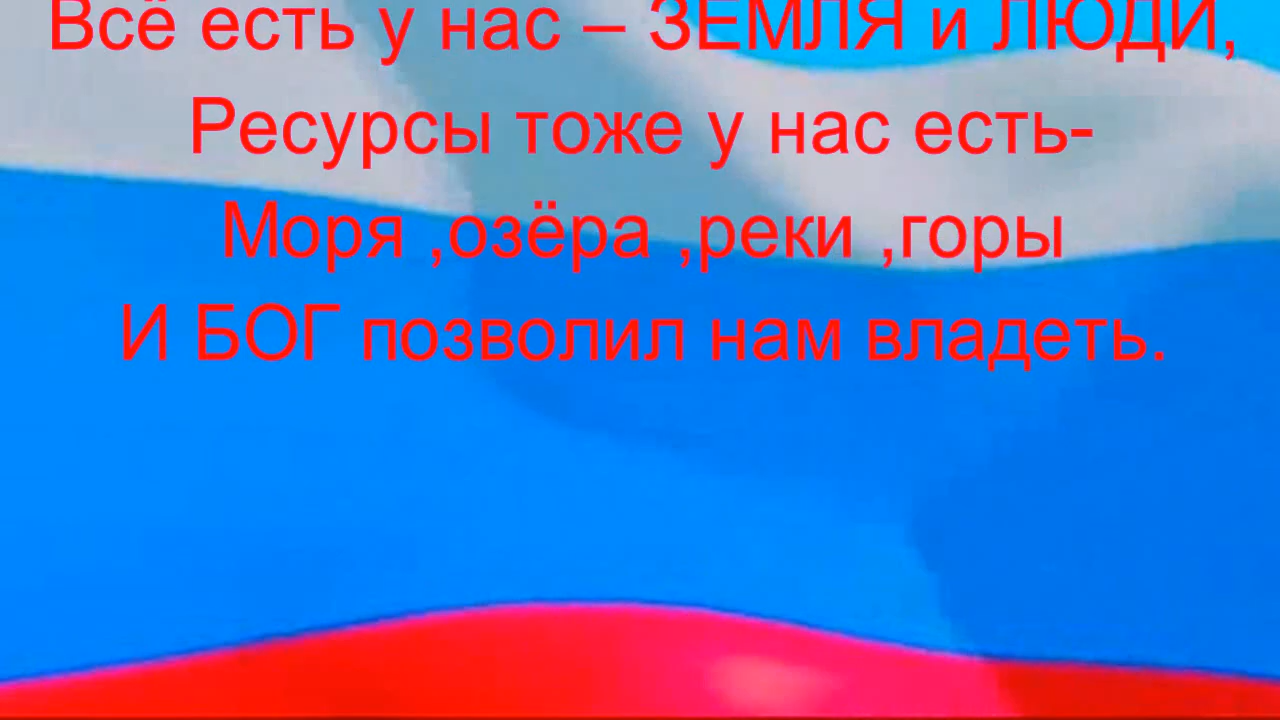 Всё есть у нас – ЗЕМЛЯ и ЛЮДИ,
Ресурсы тоже у нас есть-
Моря ,озёра ,реки ,горы
И БОГ позволил нам владеть.